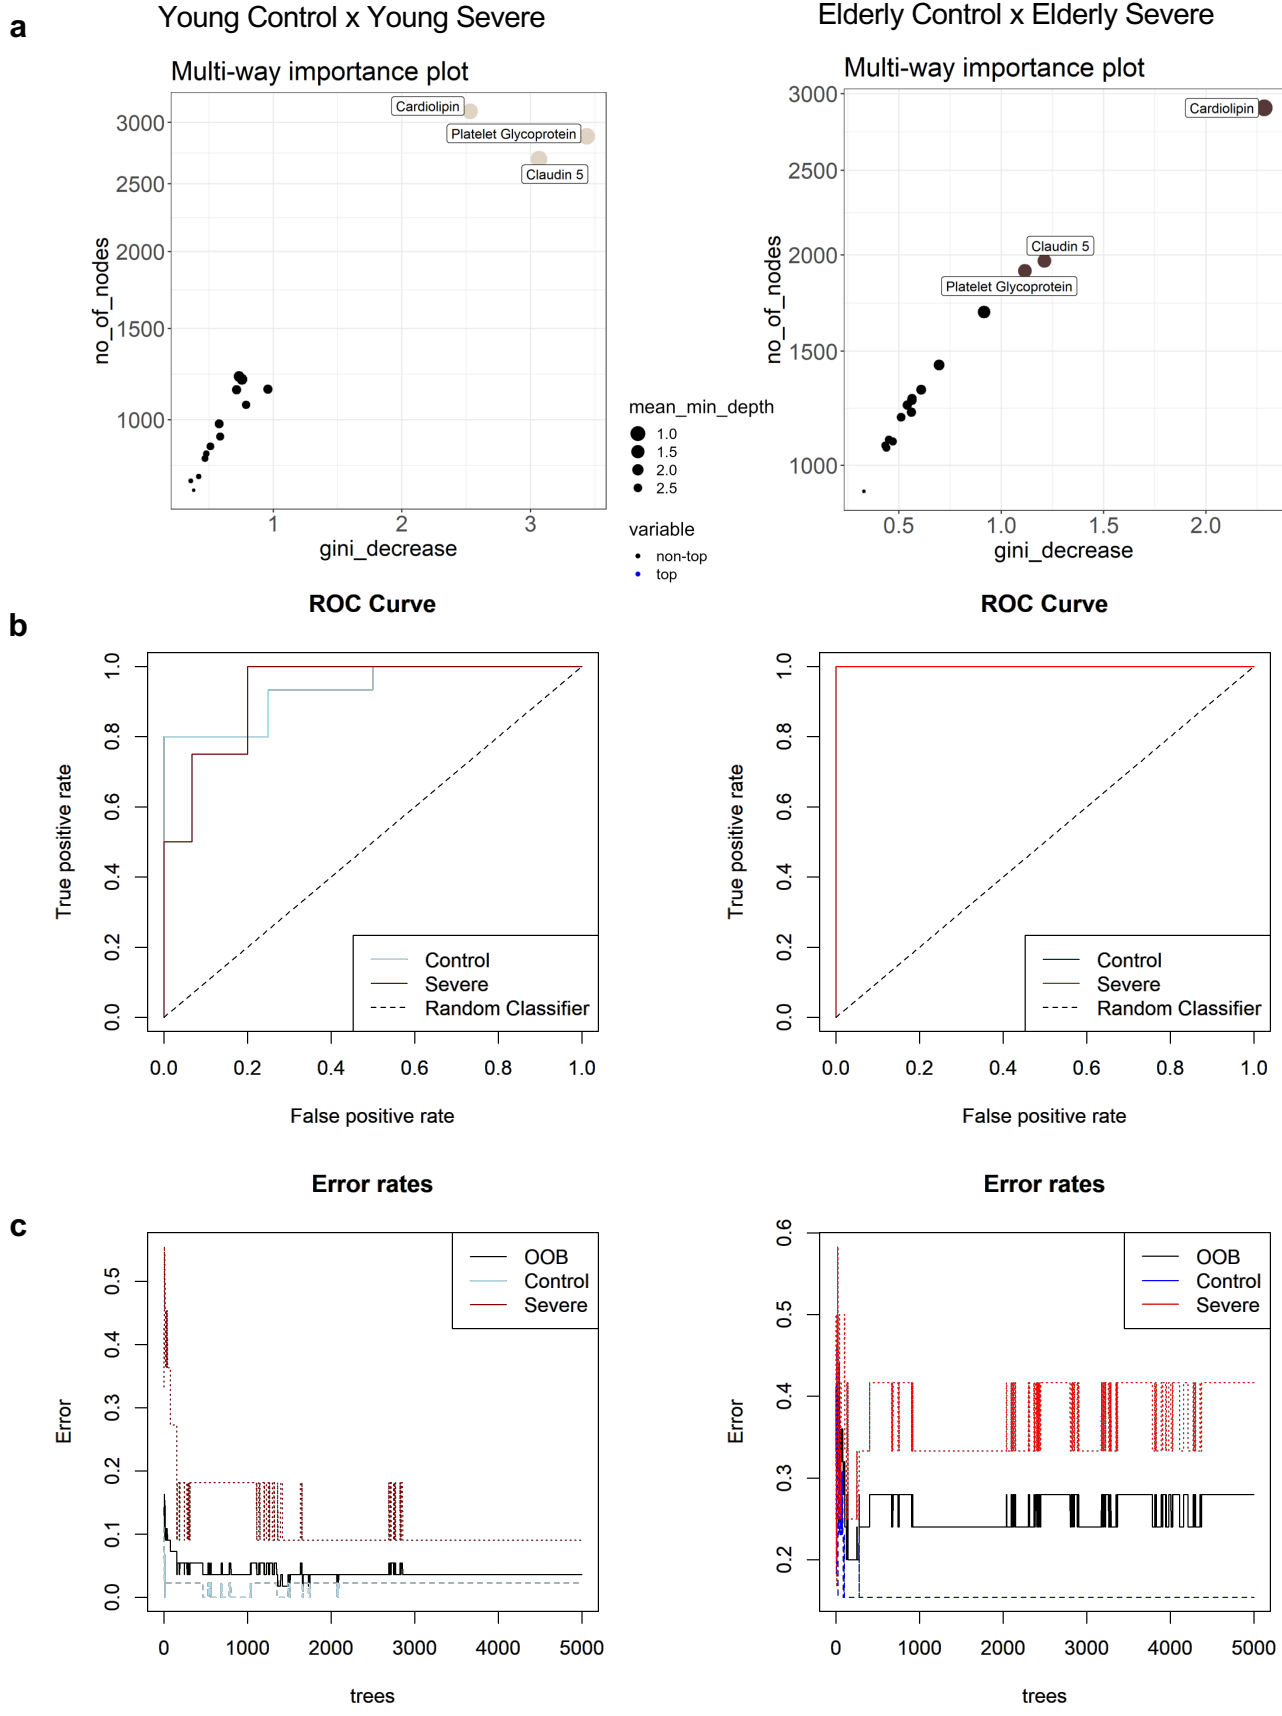 a
Young Control x Young Severe
Elderly Control x Elderly Severe
Multi-way importance plot
Cardiolipin
Platelet Glycoprotein
Claudin 5
3000
2500
2000
1500
1000
no_of_nodes
1
2
3
gini_decrease
mean_min_depth
1.0
1.5
2.0
2.5
variable
non-top
top
Multi-way importance plot
Cardiolipin
Claudin 5
Platelet Glycoprotein
3000
2500
2000
1500
1000
no_of_nodes
0.5
1.0
1.5
2.0
gini_decrease
b
ROC Curve
1.0
0.8
0.6
0.4
0.2
0.0
True positive rate
Control
Severe
Random Classifier
0.0 0.2 0.4 0.6 0.8 1.0
False positive rate
ROC Curve
1.0
0.8
0.6
0.4
0.2
0.0
True positive rate
Control
Severe
Random Classifier
0.0 0.2 0.4 0.6 0.8 1.0
False positive rate
c
Error rates
0.5
0.4
0.3
0.2
0.1
0.0
Error
OOB
Control
Severe
0 1000 2000 3000 4000 5000
trees
Error rates
0.6
0.5
0.4
0.3
0.2
Error
OOB
Control
Severe
0 1000 2000 3000 4000 5000
trees